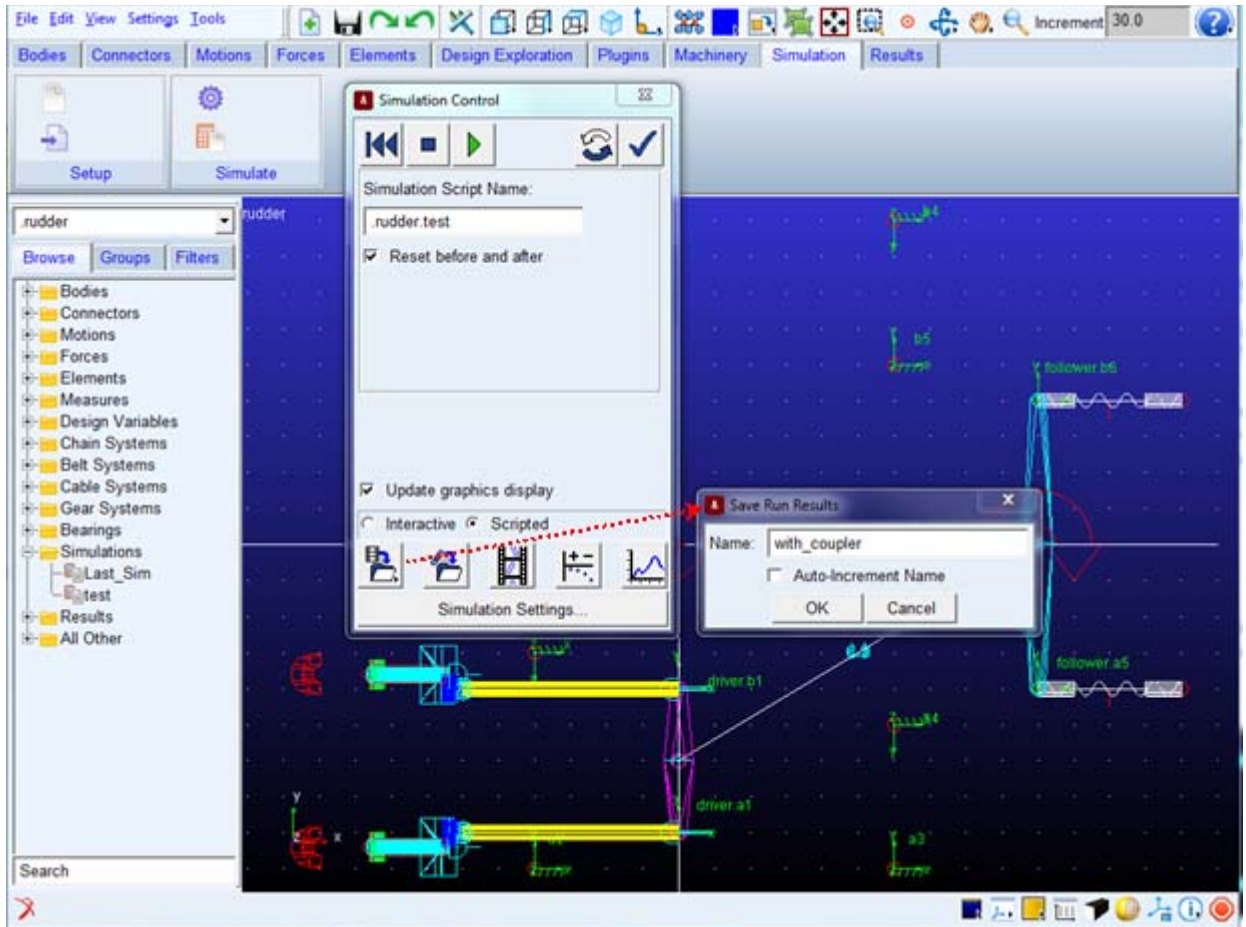 File Edit View Settings Tools
Increment 30.0
Bodies Connectors Motions Forces Elements Design Exploration Plugins Machinery Simulation Results
Setup
Simulate
Simulation Control
Simulation Script Name:
.rudder.test
Reset before and after
Update graphics display
Interactive Scripted
Simulation Settings...
.rudder
Browse Groups Filters
Bodies
Connectors
Motions
Forces
Elements
Measures
Design Variables
Chain Systems
Belt Systems
Cable Systems
Gear Systems
Bearings
Simulations
Last_Sim
test
Results
All Other
Search
rudder
b5
follower.b6
Save Run Results
Name: with_coupler
Auto-Increment Name
OK Cancel
driver.b1
follower.a5
driver.a1
a3
y
x